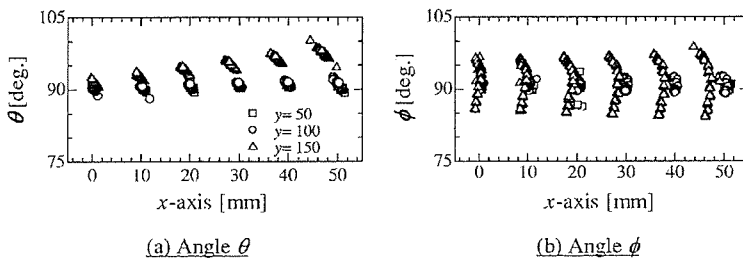 105
90
75
θ [deg.]
0 10 20 30 40 50
x-axis [mm]
y= 50
y= 100
y= 150
(a) Angle θ
105
90
75
ϕ [deg.]
0 10 20 30 40 50
x-axis [mm]
(b) Angle ϕ